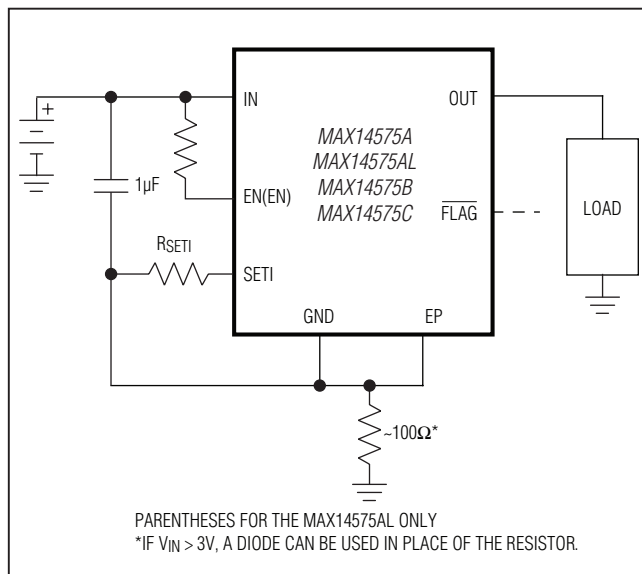 +
IN
OUT
MAX14575A
MAX14575AL
MAX14575B
MAX14575C
1µF
EN(EN)
FLAG
LOAD
RSETI
SETI
GND
EP
~100Ω*
PARENTHESES FOR THE MAX14575AL ONLY
*IF VIN > 3V, A DIODE CAN BE USED IN PLACE OF THE RESISTOR.